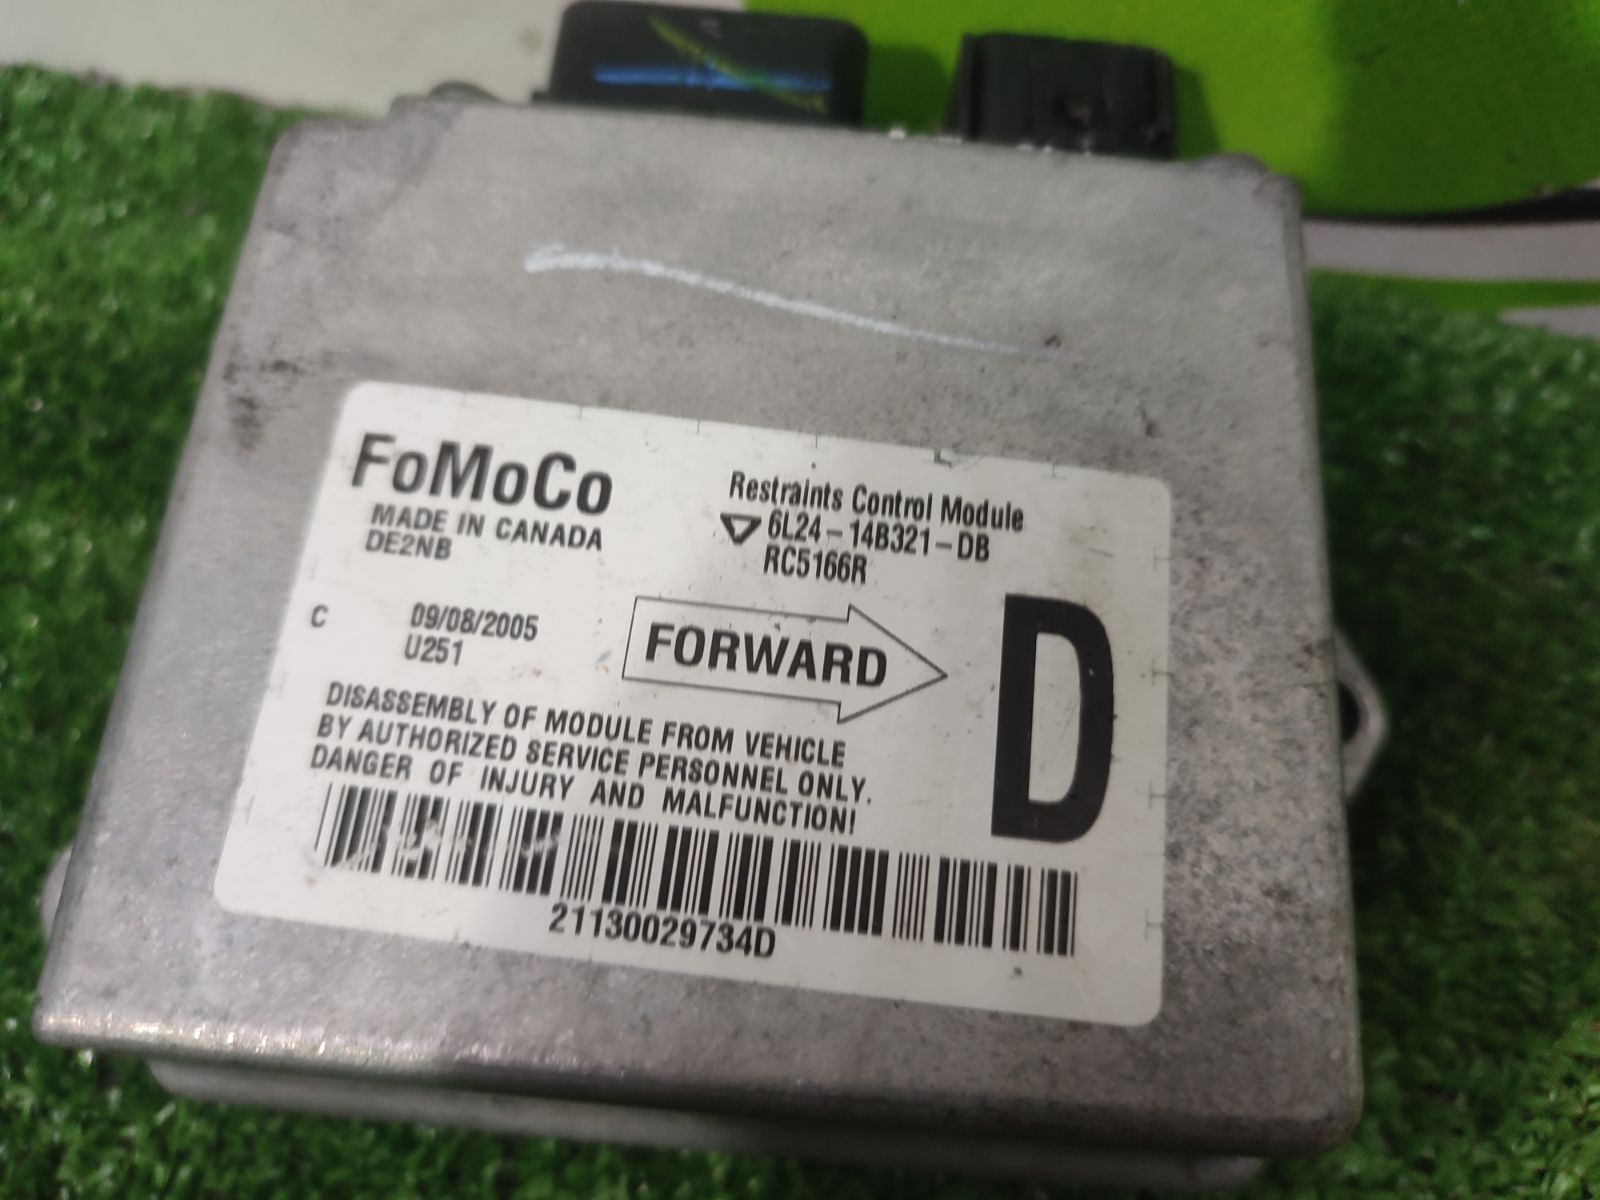 FoMoCo
MADE IN CANADA
DE2NB
Restraints Control Module
6L24-14B321-DB
RC5166R
C 09/08/2005
U251
FORWARD
D
DISASSEMBLY OF MODULE FROM VEHICLE
BY AUTHORIZED SERVICE PERSONNEL ONLY.
DANGER OF INJURY AND MALFUNCTION!
21130029734D